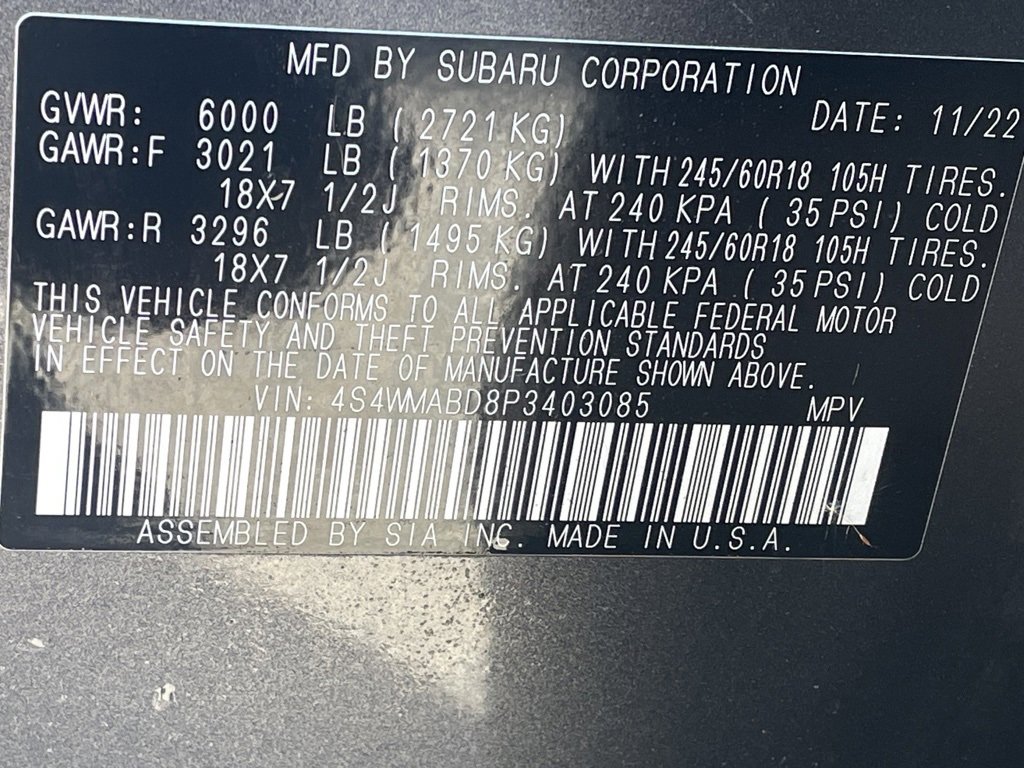 MFD BY SUBARU CORPORATION
GVWR: 6000 LB ( 2721 KG) DATE: 11/22
GAWR:F 3021 LB ( 1370 KG) WITH 245/60R18 105H TIRES.
18X7 1/2J RIMS. AT 240 KPA ( 35 PSI) COLD
GAWR:R 3296 LB ( 1495 KG) WITH 245/60R18 105H TIRES.
18X7 1/2J RIMS. AT 240 KPA ( 35 PSI) COLD
THIS VEHICLE CONFORMS TO ALL APPLICABLE FEDERAL MOTOR
VEHICLE SAFETY AND THEFT PREVENTION STANDARDS
IN EFFECT ON THE DATE OF MANUFACTURE SHOWN ABOVE.
VIN: 4S4WMABD8P3403085 MPV
ASSEMBLED BY SIA INC. MADE IN U.S.A.